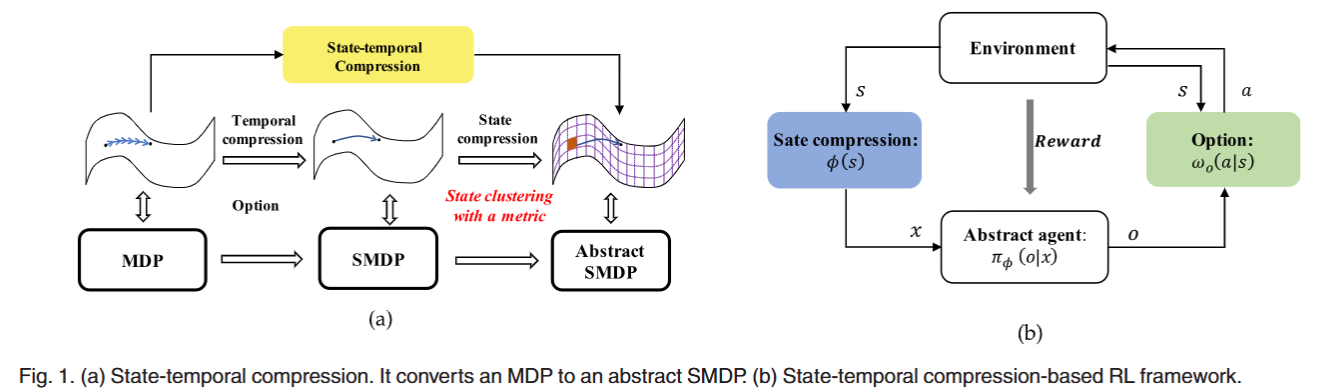 State-temporal
Compression
Temporal
compression
State
compression
Option
State clustering
with a metric
MDP
SMDP
Abstract
SMDP
(a)
Environment
s
s
a
Sate compression:
ϕ(s)
Reward
Option:
ω_o(a|s)
x
Abstract agent:
π_ϕ (o|x)
o
(b)
Fig. 1. (a) State-temporal compression. It converts an MDP to an abstract SMDP. (b) State-temporal compression-based RL framework.